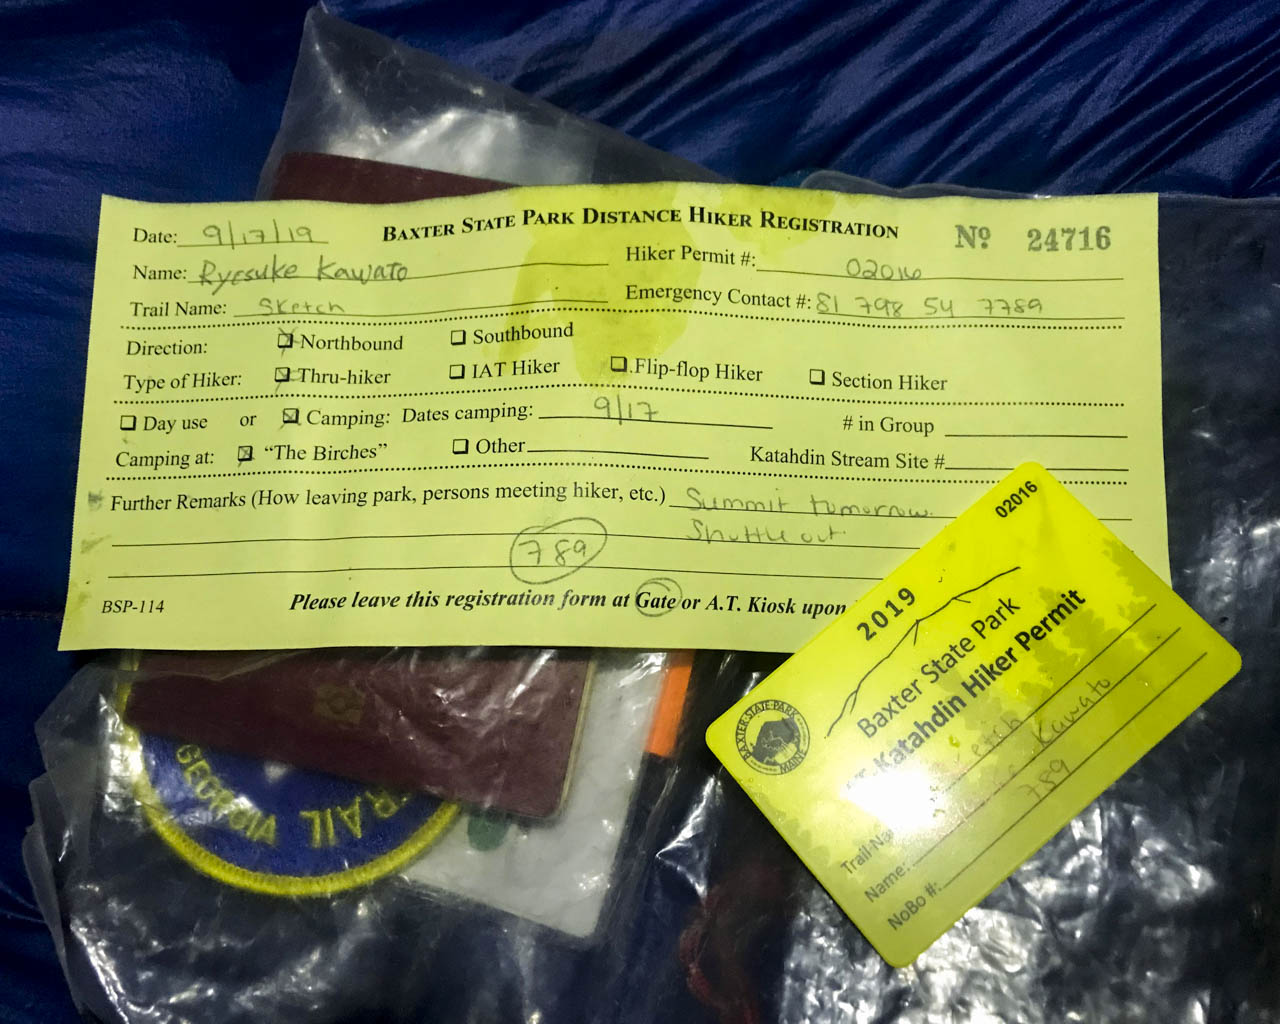 BAXTER STATE PARK DISTANCE HIKER REGISTRATION
Nº 24716
Date: 9/17/19
Hiker Permit #: 02016
Name: Ryosuke Kawato
Emergency Contact #: 81 798 54 7789
Trail Name: Sketch
Direction: Northbound Southbound
Type of Hiker: Thru-hiker IAT Hiker Flip-flop Hiker Section Hiker
Day use or Camping: Dates camping: 9/17 # in Group
Camping at: "The Birches" Other Katahdin Stream Site #
Further Remarks (How leaving park, persons meeting hiker, etc.) Summit tomorrow.
Shuttle out.
789
BSP-114 Please leave this registration form at Gate or A.T. Kiosk upon
02016
2019
Baxter State Park
Katahdin Hiker Permit
BAXTER STATE PARK
MAINE
Trail Name
Name: Kawato
NoBo #: 789
GEORGIA
TRAIL